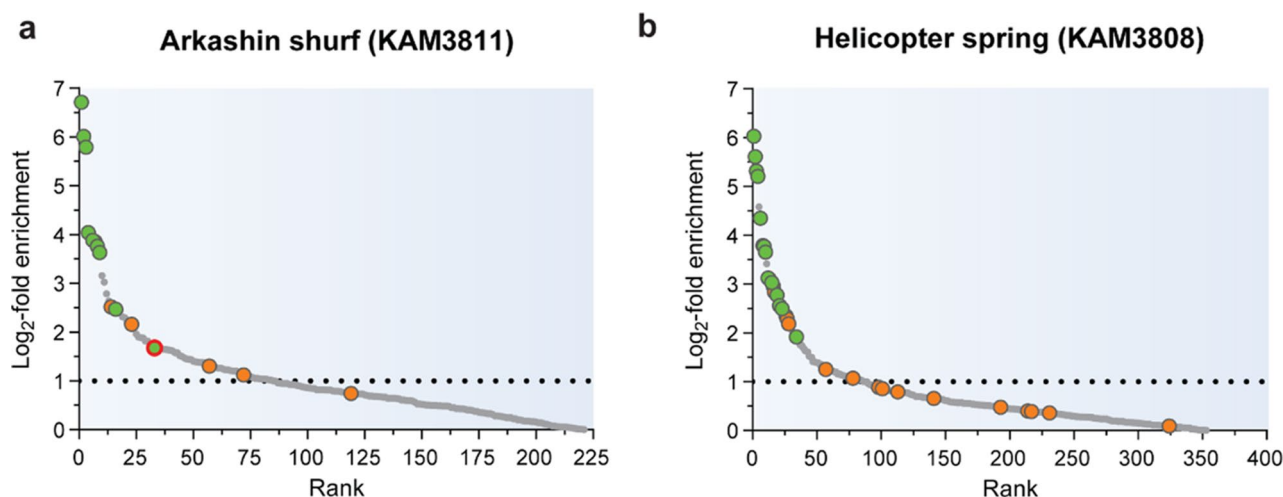 a
Arkashin shurf (KAM3811)
7
6
5
4
3
2
1
0
Log2-fold enrichment
0 25 50 75 100 125 150 175 200 225
Rank
b
Helicopter spring (KAM3808)
7
6
5
4
3
2
1
0
Log2-fold enrichment
0 50 100 150 200 250 300 350 400
Rank